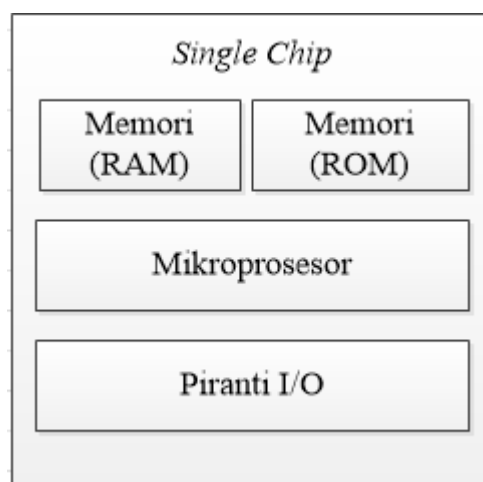 Single Chip
Memori
(RAM)
Memori
(ROM)
Mikroprosesor
Piranti I/O